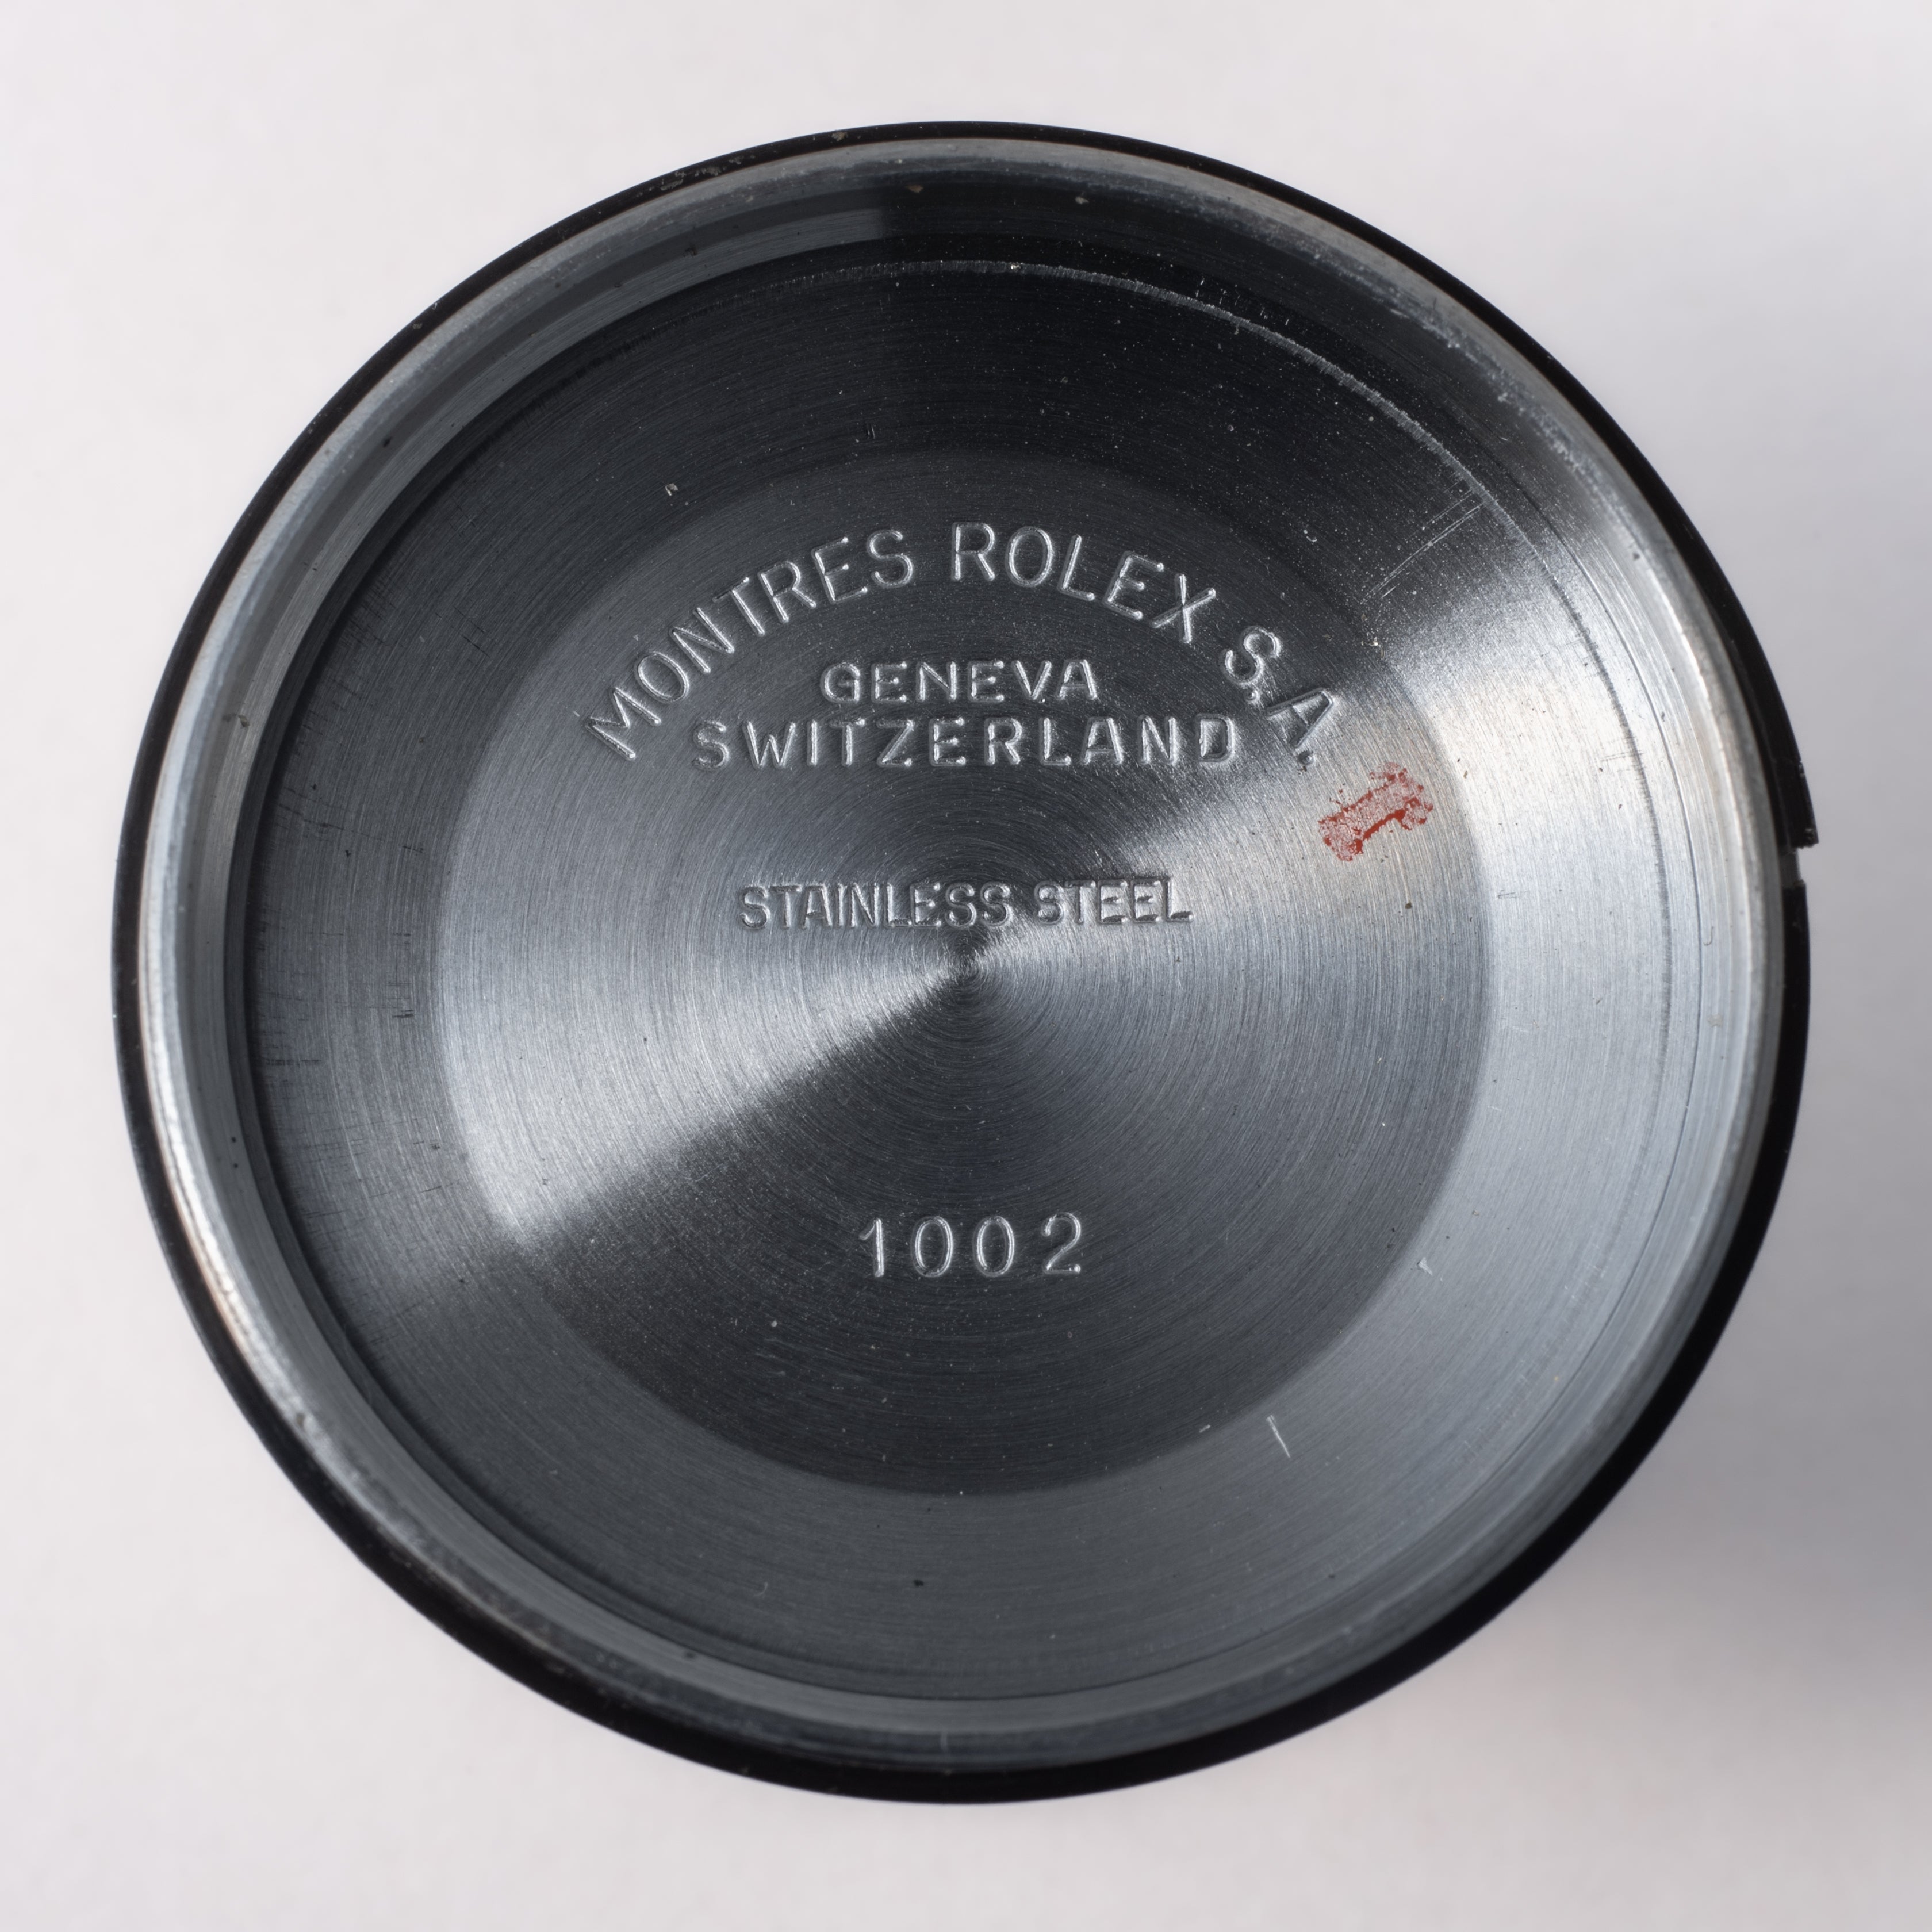 MONTRES ROLEX S.A.
GENEVA
SWITZERLAND
STAINLESS STEEL
1002